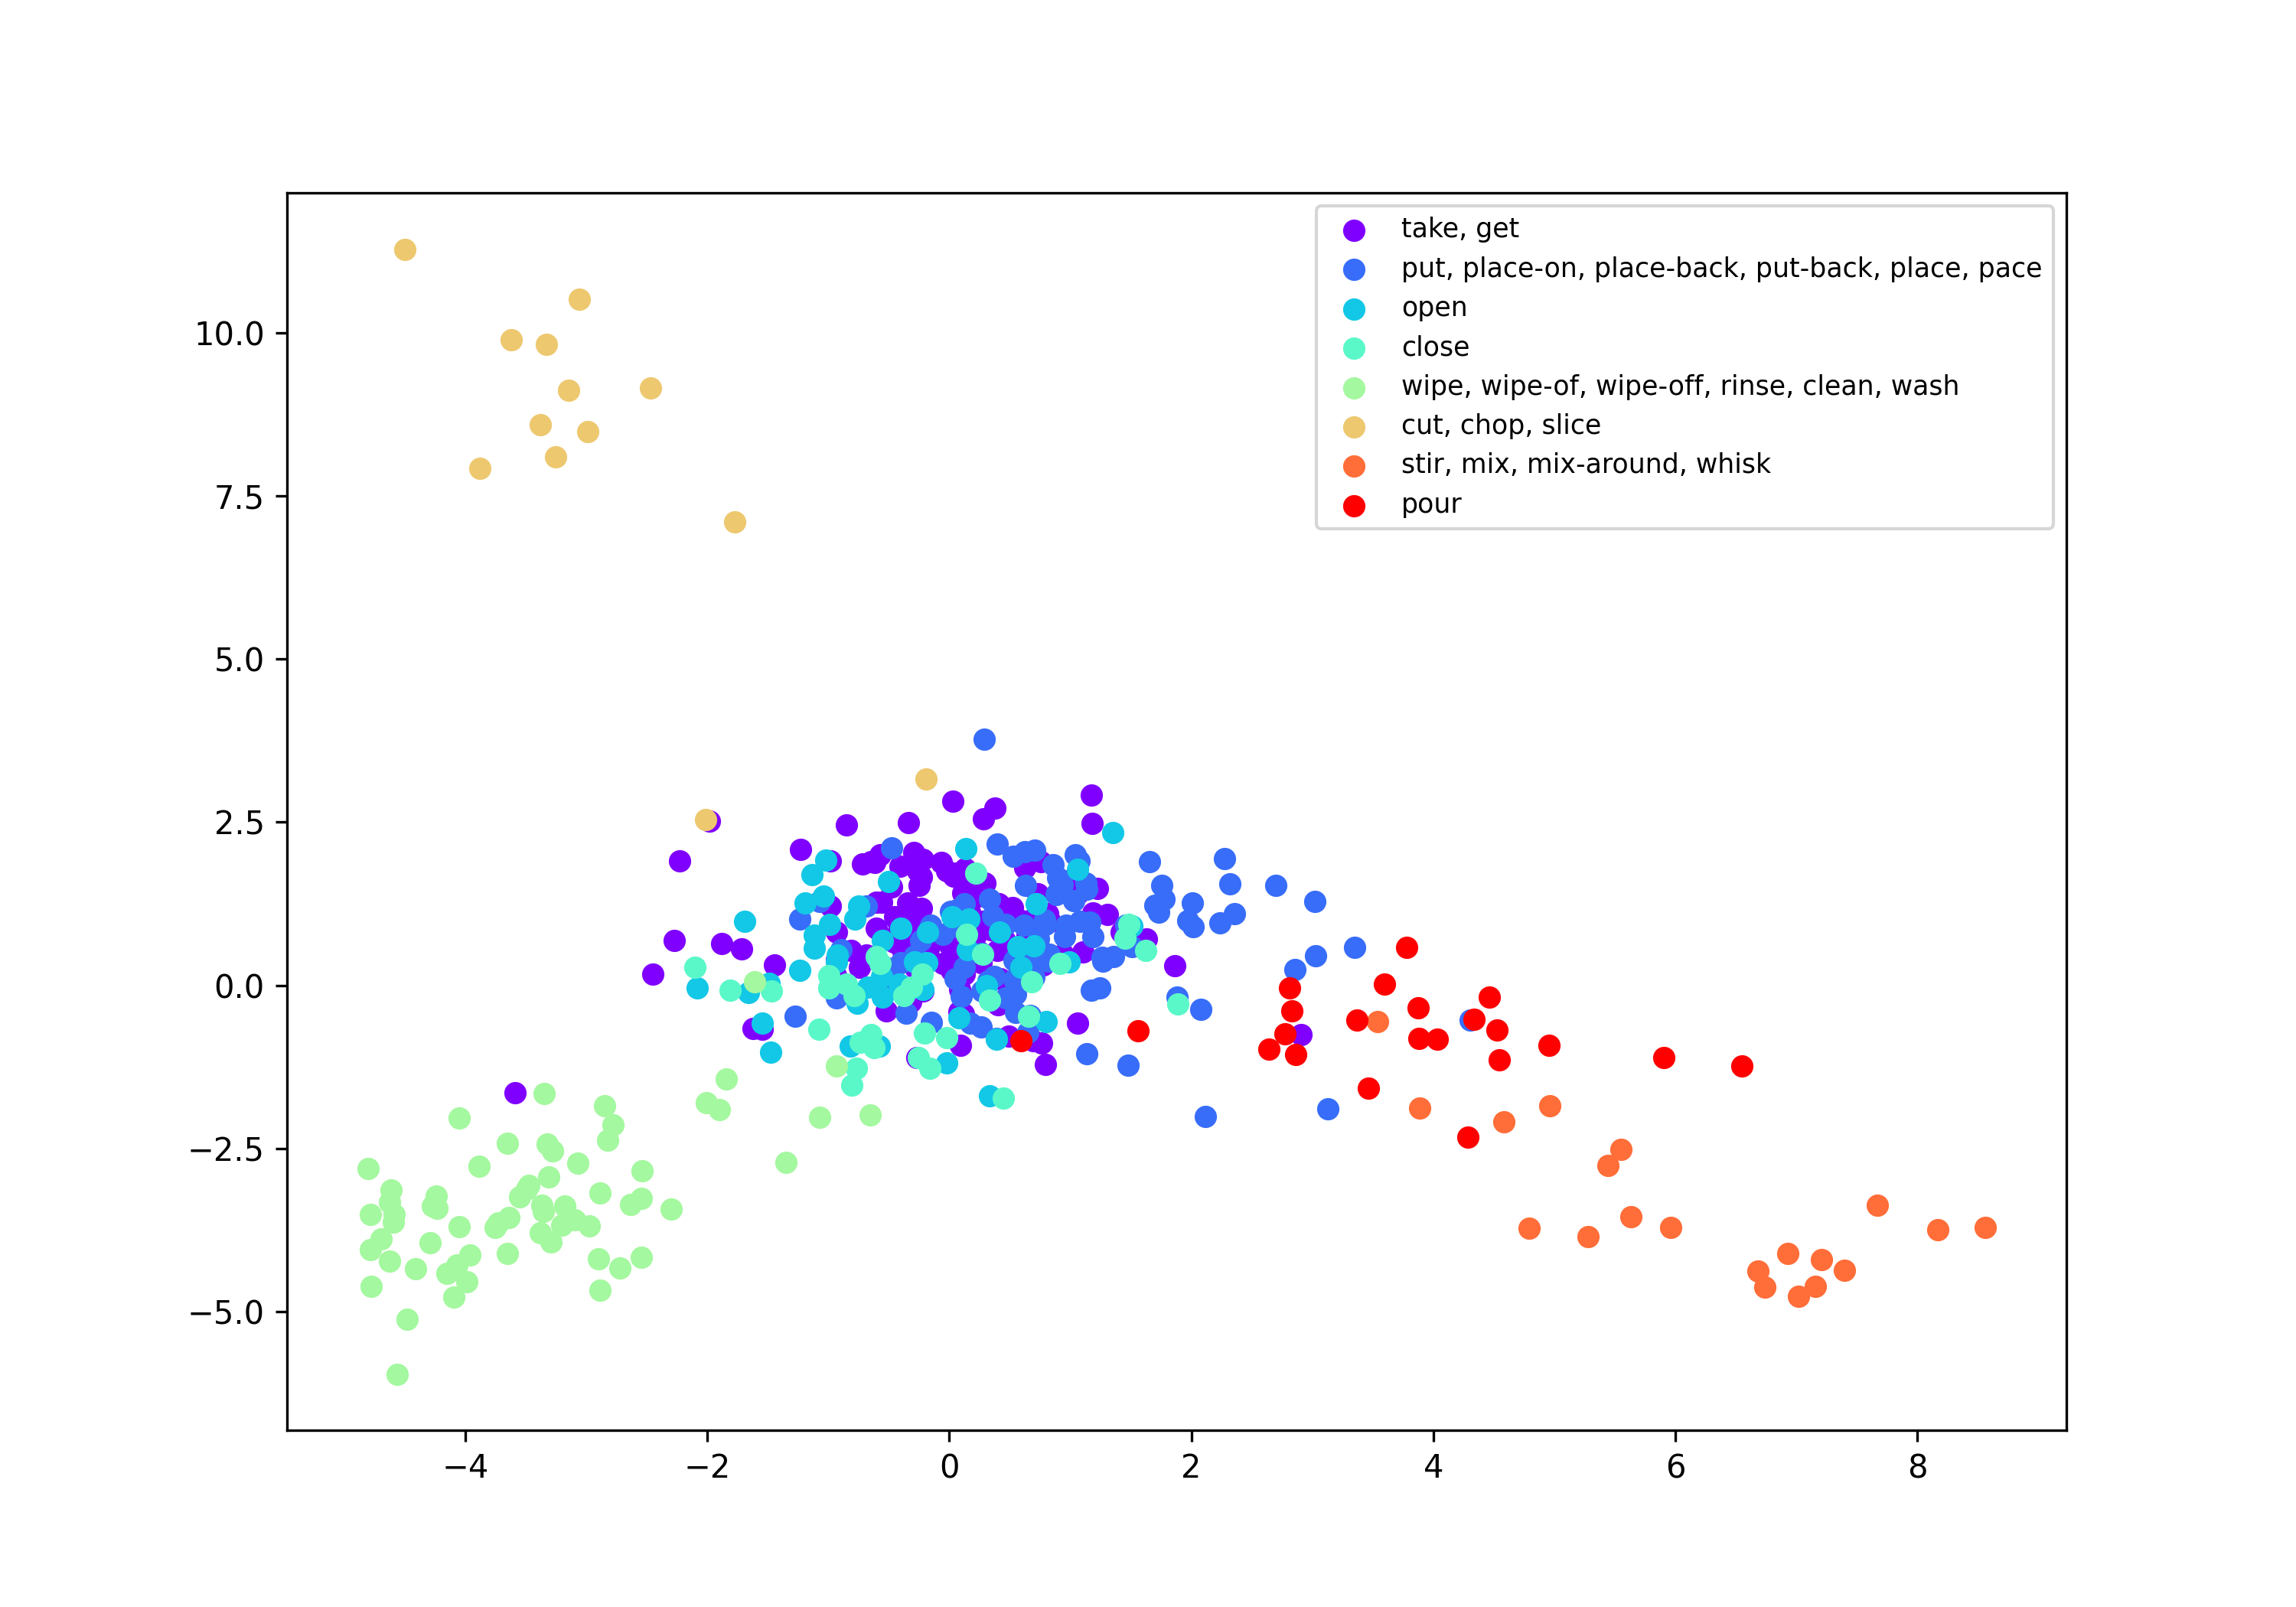 take, get
put, place-on, place-back, put-back, place, pace
open
close
wipe, wipe-of, wipe-off, rinse, clean, wash
cut, chop, slice
stir, mix, mix-around, whisk
pour
10.0
7.5
5.0
2.5
0.0
−2.5
−5.0
−4 −2 0 2 4 6 8